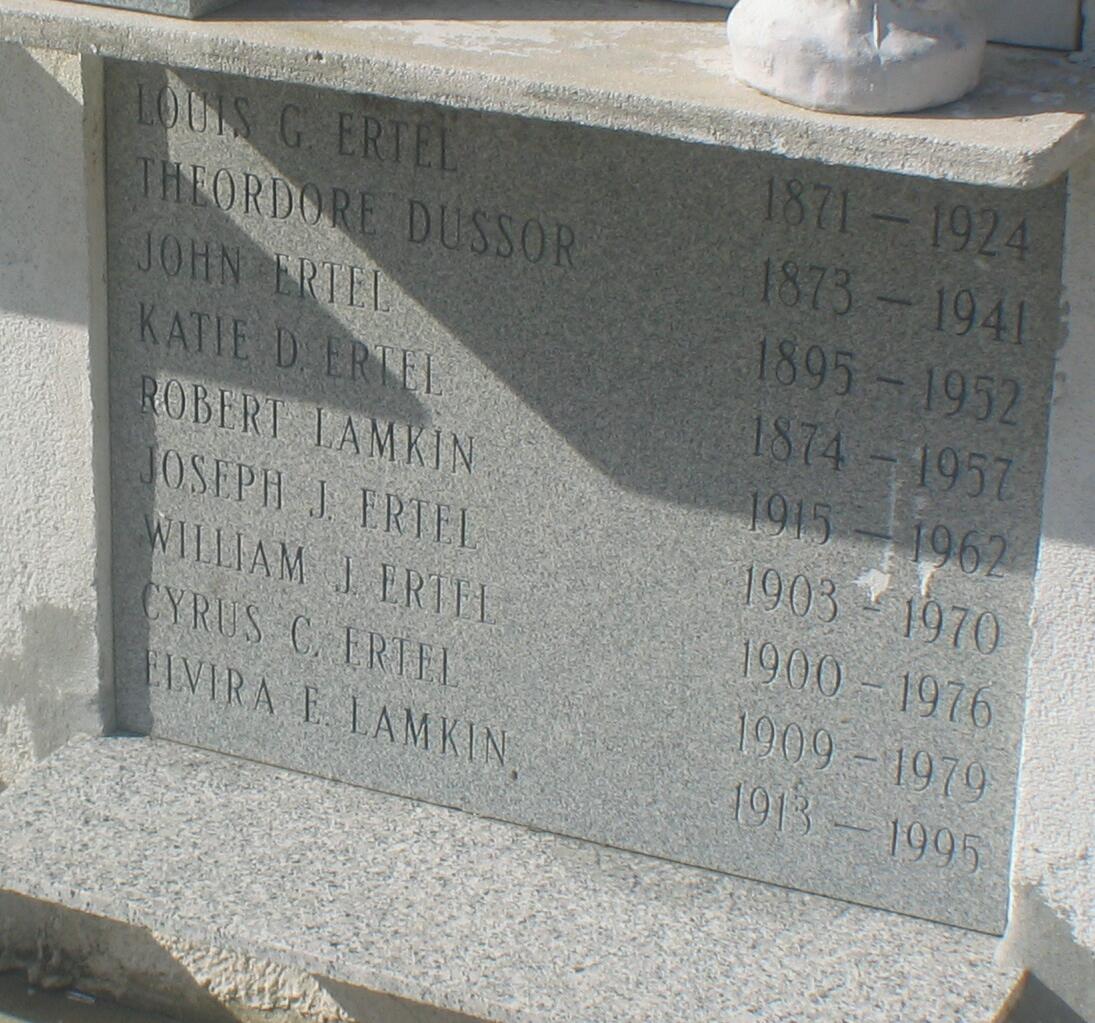 LOUIS G. ERTEL 1871 – 1924
THEORDORE DUSSOR 1873 – 1941
JOHN ERTEL 1895 – 1952
KATIE D. ERTEL 1874 – 1957
ROBERT LAMKIN 1915 – 1962
JOSEPH J. ERTEL 1903 – 1970
WILLIAM J. ERTEL 1900 – 1976
CYRUS C. ERTEL 1909 – 1979
ELVIRA E. LAMKIN 1913 – 1995